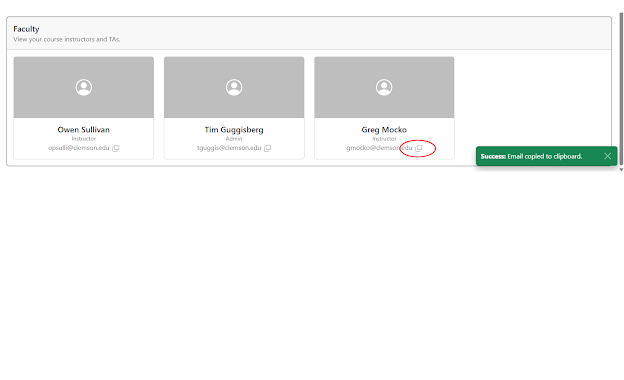 Faculty
View your course instructors and TAs.
Owen Sullivan
Instructor
opsulli@clemson.edu
Tim Guggisberg
Admin
tguggis@clemson.edu
Greg Mocko
Instructor
gmocko@clemson.edu
Success: Email copied to clipboard.